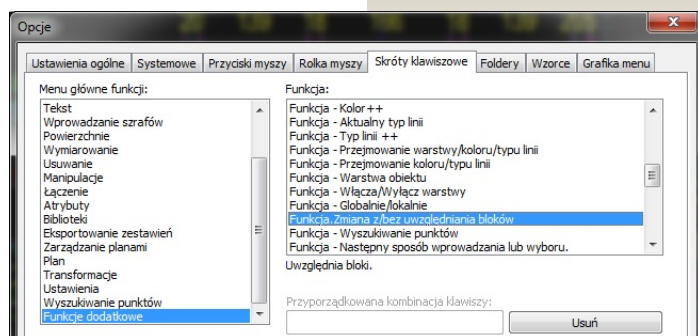 Opcje
Ustawienia ogólne Systemowe Przyciski myszy Rolka myszy Skróty klawiszowe Foldery Wzorce Grafika menu
Menu główne funkcji:
Tekst
Wprowadzanie szrafów
Powierzchnie
Wymiarowanie
Usuwanie
Manipulacje
Łączenie
Atrybuty
Biblioteki
Eksportowanie zestawień
Zarządzanie planami
Plan
Transformacje
Ustawienia
Wyszukiwanie punktów
Funkcje dodatkowe
Funkcja:
Funkcja - Kolor++
Funkcja - Aktualny typ linii
Funkcja - Typ linii ++
Funkcja - Przejmowanie warstwy/koloru/typu linii
Funkcja - Przejmowanie koloru/typu linii
Funkcja - Warstwa obiektu
Funkcja - Włącza/Wyłącz warstwy
Funkcja - Globalnie/lokalnie
Funkcja.Zmiana z/bez uwzględniania bloków
Funkcja - Wyszukiwanie punktów
Funkcja - Następny sposób wprowadzania lub wyboru.
Uwzględnia bloki.
Przyporządkowana kombinacja klawiszy:
Usuń